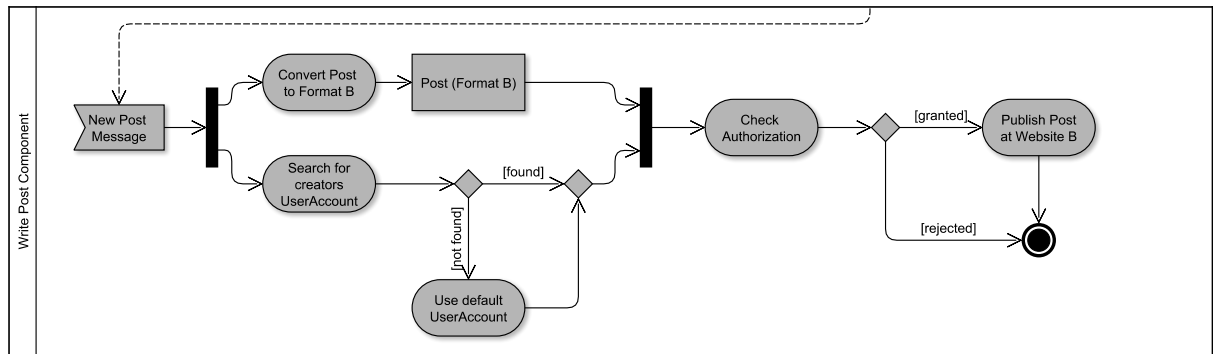 Write Post Component
New Post
Message
Convert Post
to Format B
Post (Format B)
Search for
creators
UserAccount
[found]
[not found]
Use default
UserAccount
Check
Authorization
[granted]
[rejected]
Publish Post
at Website B